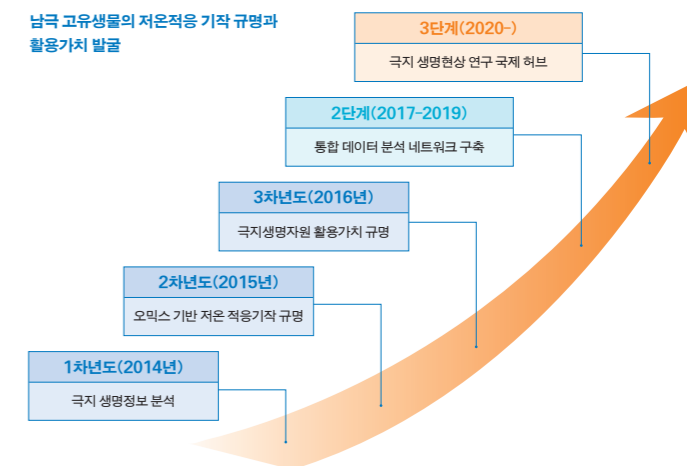 남극 고유생물의 저온적응 기작 규명과
활용가치 발굴
3단계(2020-)
극지 생명현상 연구 국제 허브
2단계(2017-2019)
통합 데이터 분석 네트워크 구축
3차년도(2016년)
극지생명자원 활용가치 규명
2차년도(2015년)
오믹스 기반 저온 적응기작 규명
1차년도(2014년)
극지 생명정보 분석